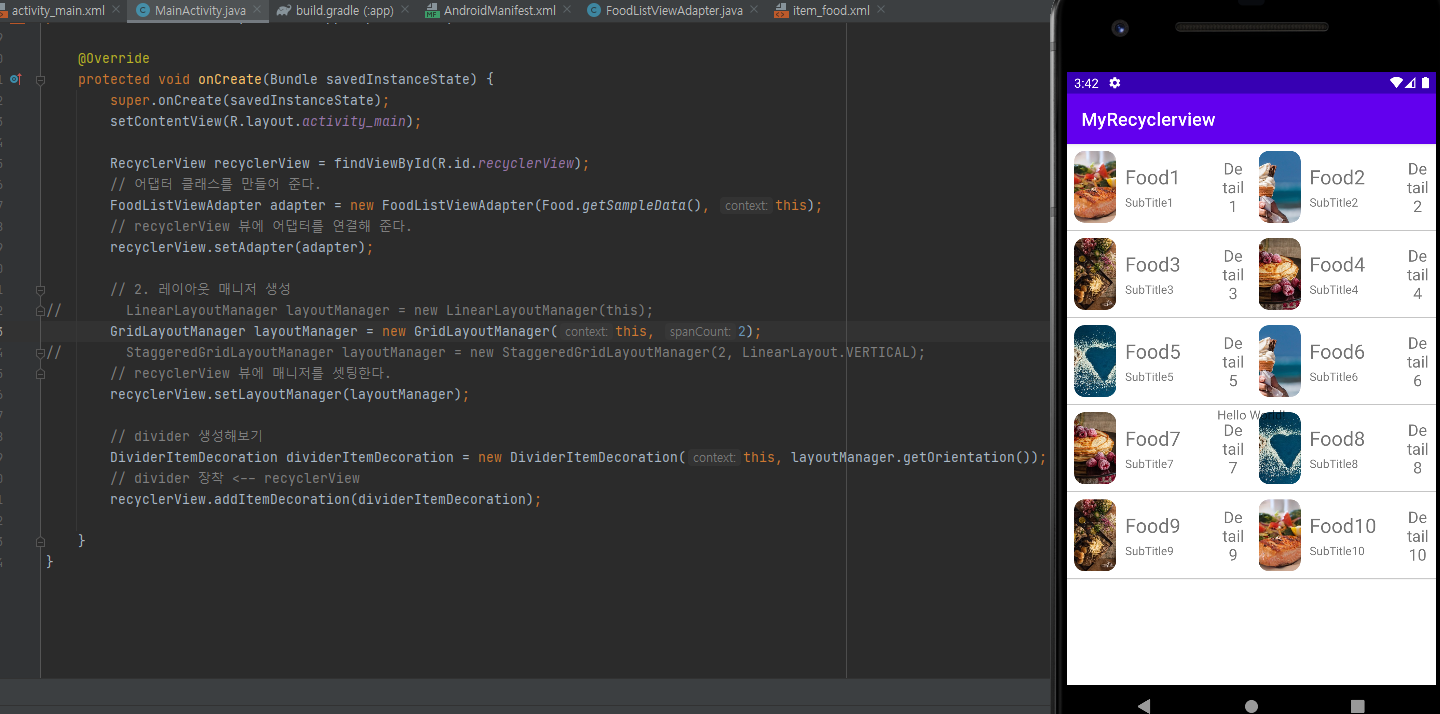 activity_main.xml MainActivity.java build.gradle (:app) AndroidManifest.xml FoodListViewAdapter.java item_food.xml
@Override
protected void onCreate(Bundle savedInstanceState) {
super.onCreate(savedInstanceState);
setContentView(R.layout.activity_main);
RecyclerView recyclerView = findViewById(R.id.recyclerView);
// 어댑터 클래스를 만들어 준다.
FoodListViewAdapter adapter = new FoodListViewAdapter(Food.getSampleData(), context: this);
// recyclerView 뷰에 어댑터를 연결해 준다.
recyclerView.setAdapter(adapter);
// 2. 레이아웃 매니저 생성
// LinearLayoutManager layoutManager = new LinearLayoutManager(this);
GridLayoutManager layoutManager = new GridLayoutManager( context: this, spanCount: 2);
// StaggeredGridLayoutManager layoutManager = new StaggeredGridLayoutManager(2, LinearLayout.VERTICAL);
// recyclerView 뷰에 매니저를 셋팅한다.
recyclerView.setLayoutManager(layoutManager);
// divider 생성해보기
DividerItemDecoration dividerItemDecoration = new DividerItemDecoration( context: this, layoutManager.getOrientation());
// divider 장착 <-- recyclerView
recyclerView.addItemDecoration(dividerItemDecoration);
}
}
3:42
MyRecyclerview
Food1
SubTitle1
De
tail
1
Food2
SubTitle2
De
tail
2
Food3
SubTitle3
De
tail
3
Food4
SubTitle4
De
tail
4
Food5
SubTitle5
De
tail
5
Food6
SubTitle6
De
tail
6
Hello World!
Food7
SubTitle7
De
tail
7
Food8
SubTitle8
De
tail
8
Food9
SubTitle9
De
tail
9
Food10
SubTitle10
De
tail
10